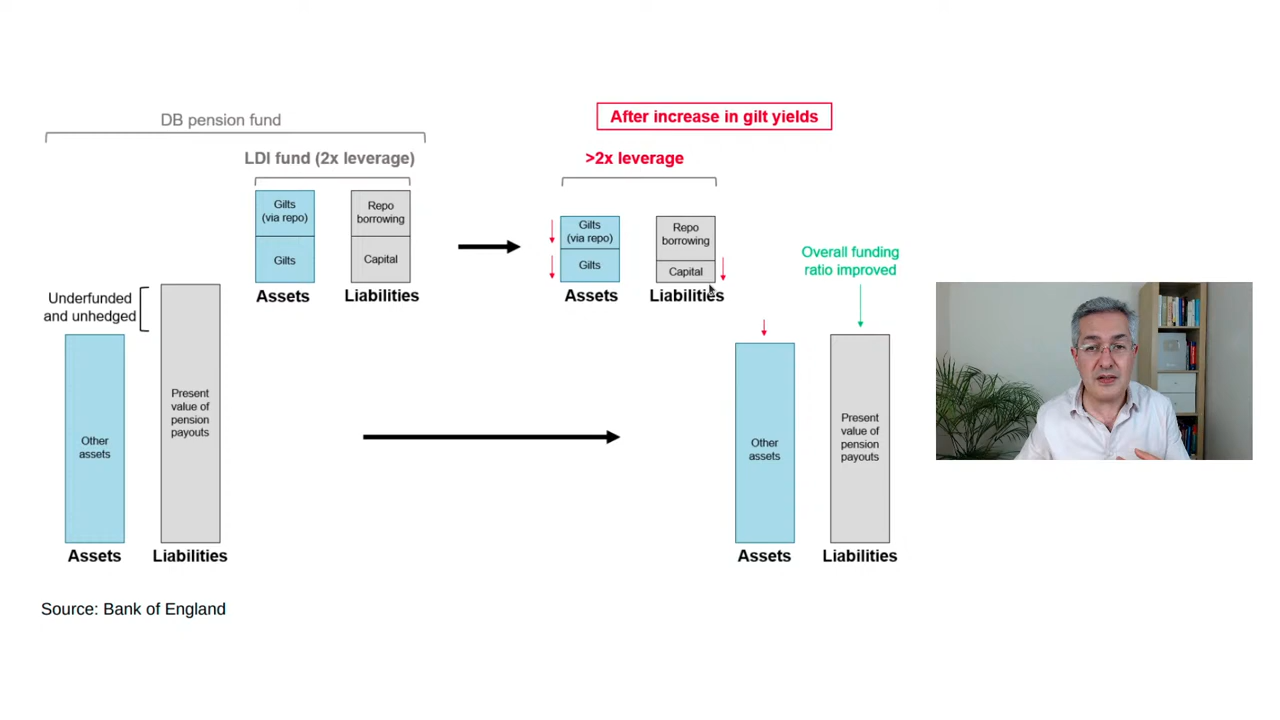 DB pension fund
LDI fund (2x leverage)
Gilts
(via repo)
Gilts
Assets
Repo
borrowing
Capital
Liabilities
Underfunded
and unhedged
Other
assets
Assets
Present
value of
pension
payouts
Liabilities
After increase in gilt yields
>2x leverage
Gilts
(via repo)
Gilts
Assets
Repo
borrowing
Capital
Liabilities
Overall funding
ratio improved
Other
assets
Assets
Present
value of
pension
payouts
Liabilities
Source: Bank of England